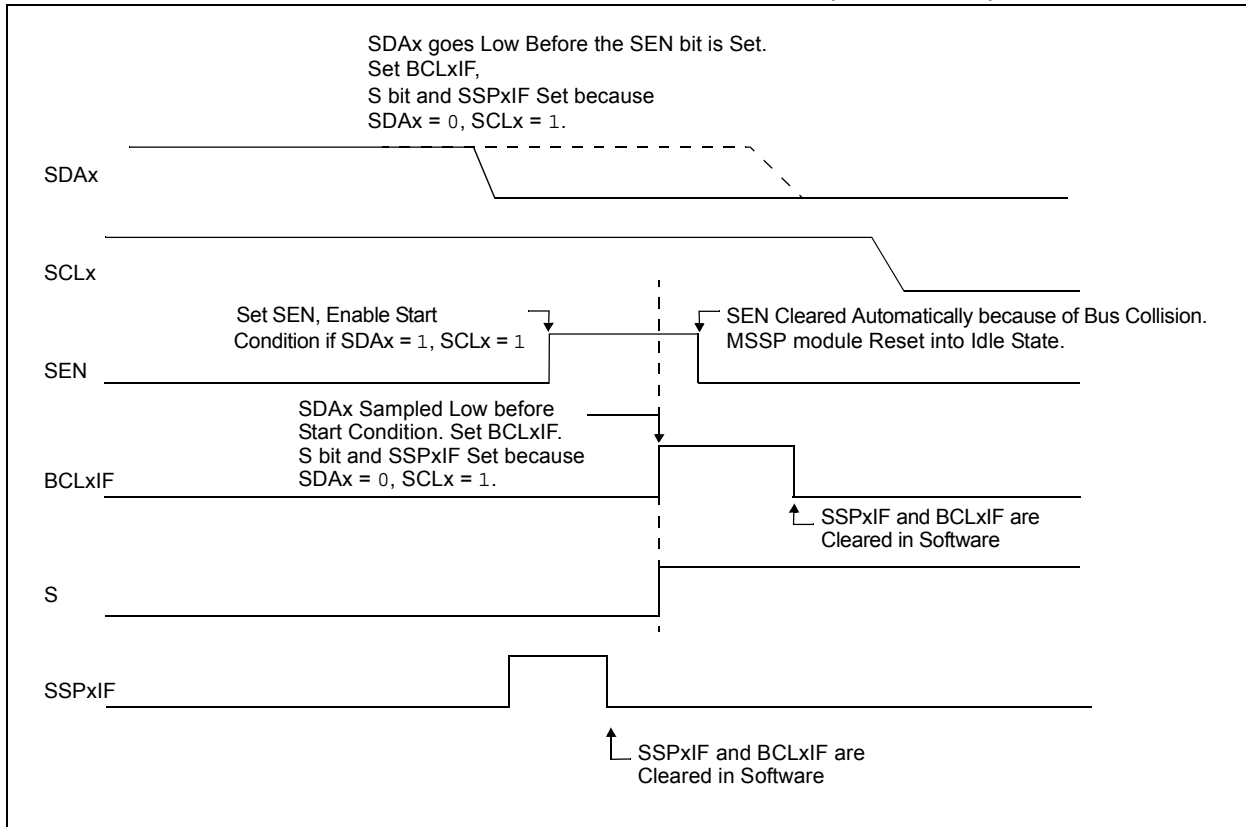 SDAx goes Low Before the SEN bit is Set.
Set BCLxIF,
S bit and SSPxIF Set because
SDAx = 0, SCLx = 1.
SDAx
SCLx
Set SEN, Enable Start
Condition if SDAx = 1, SCLx = 1
SEN Cleared Automatically because of Bus Collision.
MSSP module Reset into Idle State.
SEN
SDAx Sampled Low before
Start Condition. Set BCLxIF.
S bit and SSPxIF Set because
SDAx = 0, SCLx = 1.
BCLxIF
SSPxIF and BCLxIF are
Cleared in Software
S
SSPxIF
SSPxIF and BCLxIF are
Cleared in Software